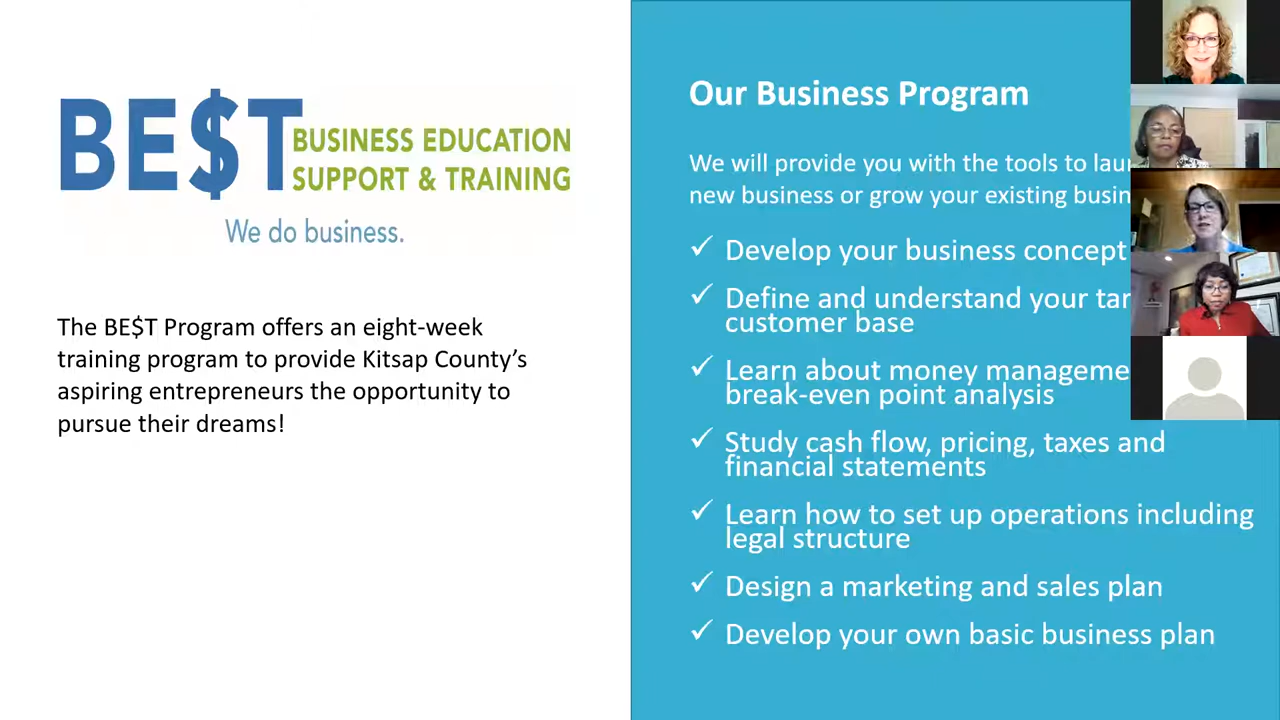 BE$T
BUSINESS EDUCATION
SUPPORT & TRAINING
We do business.
The BE$T Program offers an eight-week
training program to provide Kitsap County’s
aspiring entrepreneurs the opportunity to
pursue their dreams!
Our Business Program
We will provide you with the tools to
new business or grow your existing
Develop your business concept
Define and understand your
customer base
Learn about money
break-even point analysis
Study cash flow, pricing, taxes and
financial statements
Learn how to set up operations including
legal structure
Design a marketing and sales plan
Develop your own basic business plan